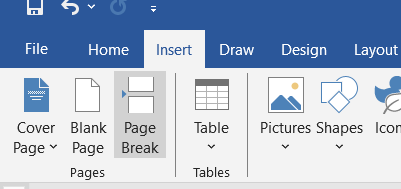 File Home Insert Draw Design Layout
Cover Page
Blank Page
Page Break
Table
Pictures
Shapes
Pages
Tables